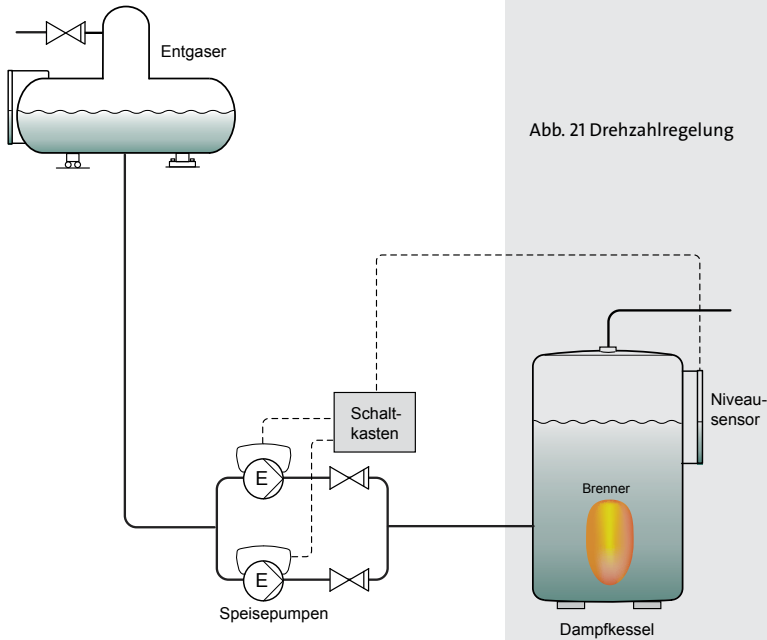 Entgaser
Abb. 21 Drehzahlregelung
Schalt-
kasten
Niveau-
sensor
E
Brenner
E
Speisepumpen
Dampfkessel